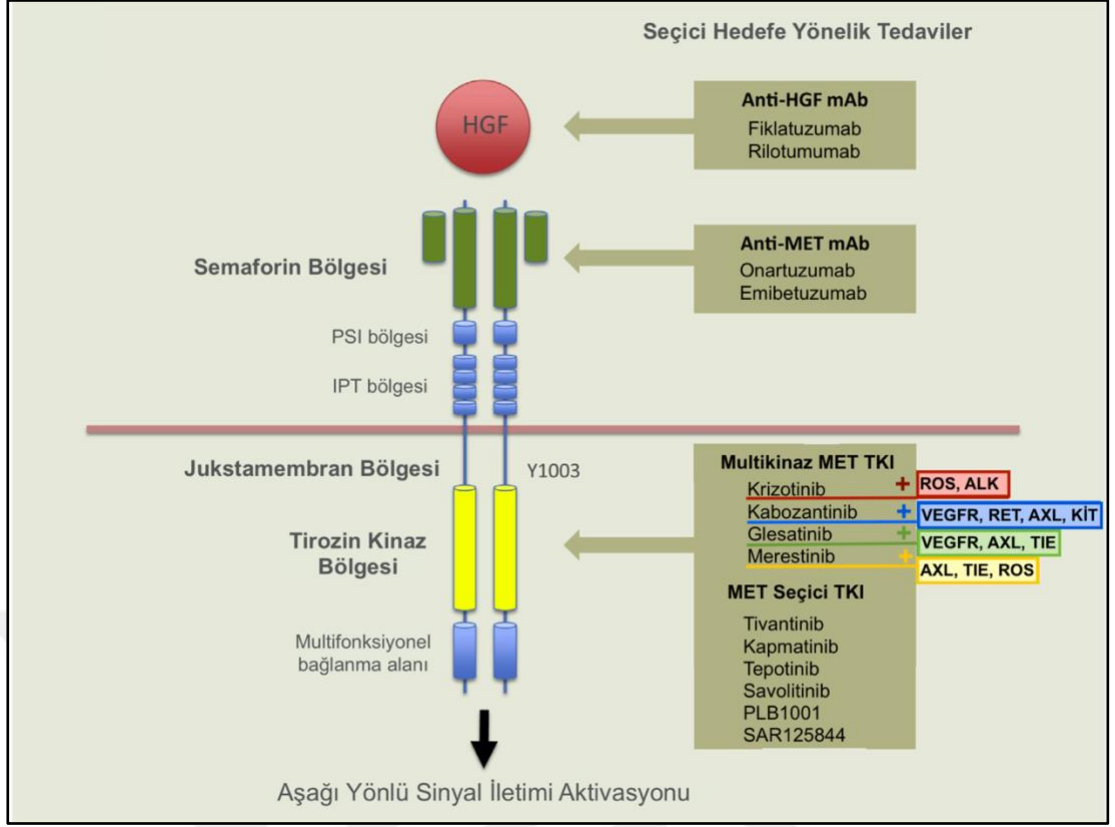 Seçici Hedefe Yönelik Tedaviler
HGF
Anti-HGF mAb
Fiklatuzumab
Rilotumumab
Semaforin Bölgesi
Anti-MET mAb
Onartuzumab
Emibetuzumab
PSI bölgesi
IPT bölgesi
Jukstamembran Bölgesi
Y1003
Tirozin Kinaz
Bölgesi
Multikinaz MET TKI
Krizotinib + ROS, ALK
Kabozantinib + VEGFR, RET, AXL, KİT
Glesatinib + VEGFR, AXL, TIE
Merestinib + AXL, TIE, ROS
MET Seçici TKI
Tivantinib
Kapmatinib
Tepotinib
Savolitinib
PLB1001
SAR125844
Multifonksiyonel
bağlanma alanı
Aşağı Yönlü Sinyal İletimi Aktivasyonu